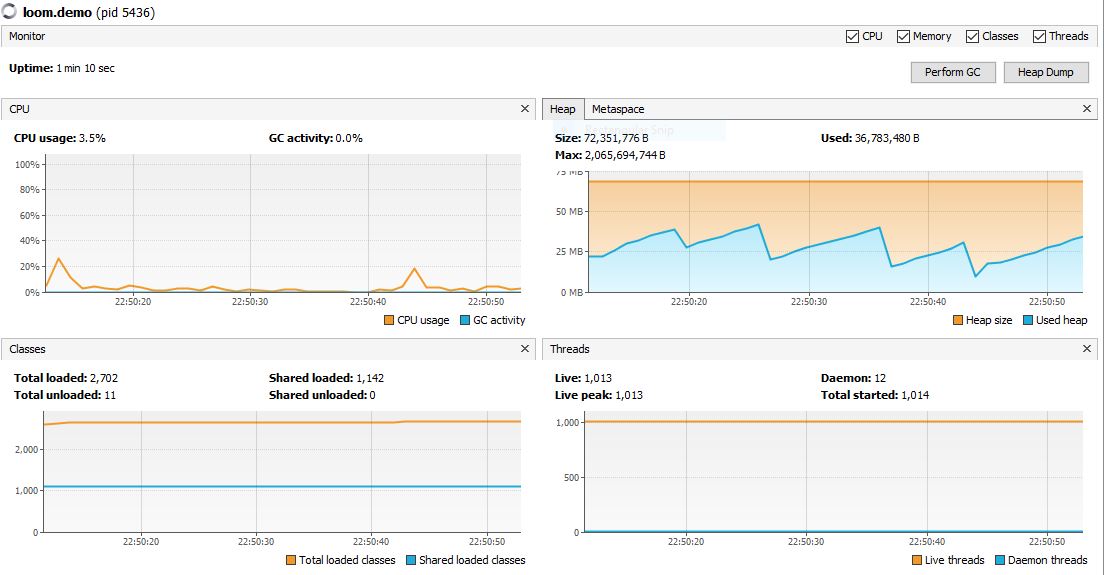 loom.demo (pid 5436)
Monitor
CPU Memory Classes Threads
Uptime: 1 min 10 sec
Perform GC Heap Dump
CPU
CPU usage: 3.5% GC activity: 0.0%
100%
80%
60%
40%
20%
0%
22:50:20 22:50:30 22:50:40 22:50:50
CPU usage GC activity
Heap Metaspace
Snip
Size: 72,351,776 B Used: 36,783,480 B
Max: 2,065,694,744 B
75 MB
50 MB
25 MB
0 MB
22:50:20 22:50:30 22:50:40 22:50:50
Heap size Used heap
Classes
Total loaded: 2,702 Shared loaded: 1,142
Total unloaded: 11 Shared unloaded: 0
2,000
1,000
0
22:50:20 22:50:30 22:50:40 22:50:50
Total loaded classes Shared loaded classes
Threads
Live: 1,013 Daemon: 12
Live peak: 1,013 Total started: 1,014
1,000
500
0
22:50:20 22:50:30 22:50:40 22:50:50
Live threads Daemon threads